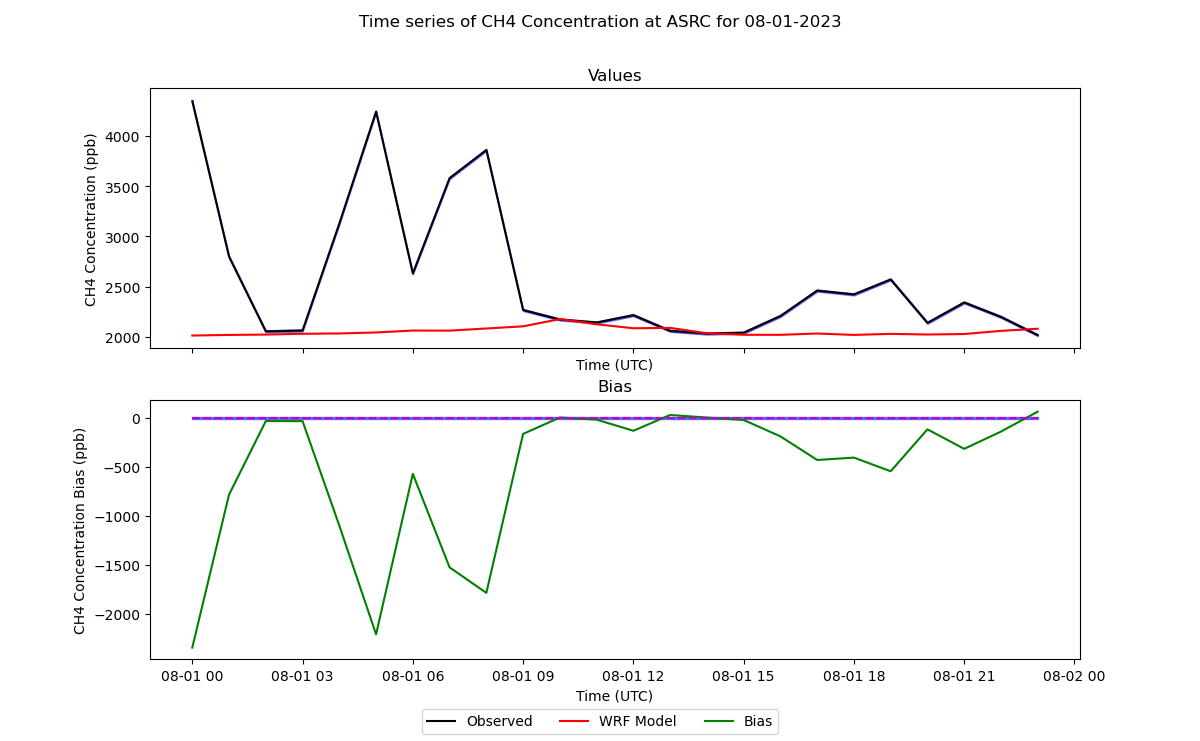 Time series of CH4 Concentration at ASRC for 08-01-2023
Values
CH4 Concentration (ppb)
4000
3500
3000
2500
2000
Time (UTC)
Bias
CH4 Concentration Bias (ppb)
0
−500
−1000
−1500
−2000
08-01 00 08-01 03 08-01 06 08-01 09 08-01 12 08-01 15 08-01 18 08-01 21 08-02 00
Time (UTC)
Observed WRF Model Bias